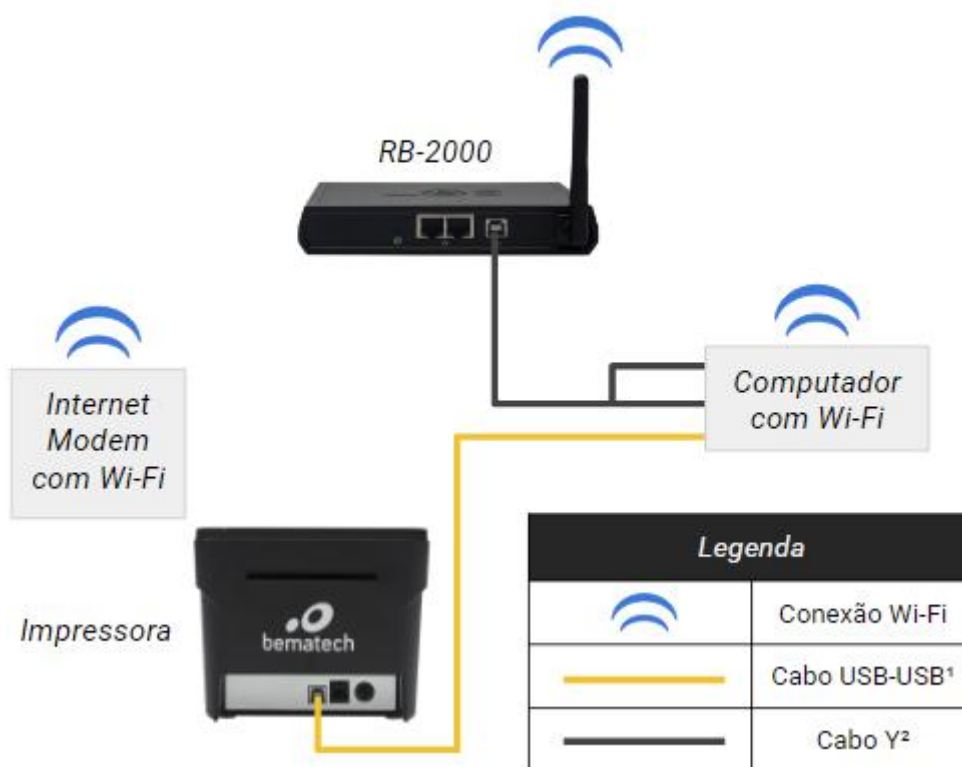 RB-2000
Internet
Modem
com Wi-Fi
Computador
com Wi-Fi
Impressora
bematech
Legenda
Conexão Wi-Fi
Cabo USB-USB¹
Cabo Y²